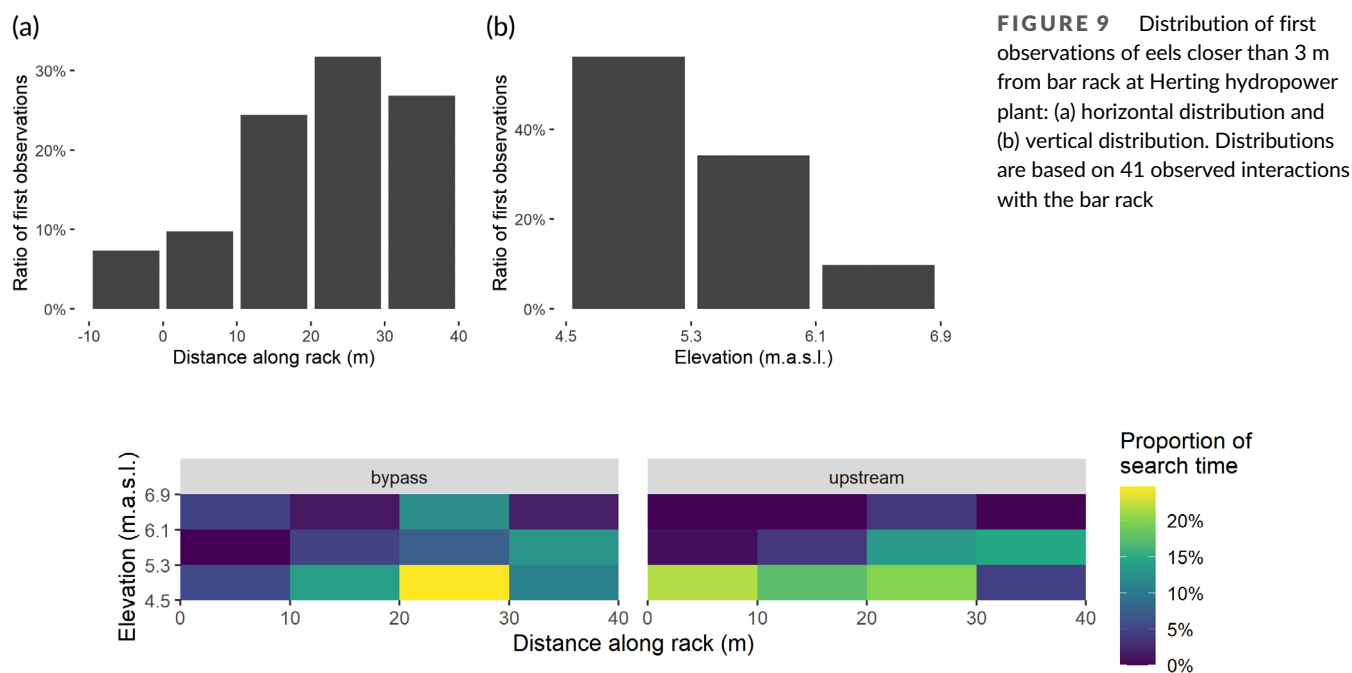 (a)
Ratio of first observations
30%
20%
10%
0%
-10 0 10 20 30 40
Distance along rack (m)
(b)
Ratio of first observations
40%
20%
0%
4.5 5.3 6.1 6.9
Elevation (m.a.s.l.)
FIGURE 9 Distribution of first
observations of eels closer than 3 m
from bar rack at Herting hydropower
plant: (a) horizontal distribution and
(b) vertical distribution. Distributions
are based on 41 observed interactions
with the bar rack
Elevation (m.a.s.l.)
6.9
6.1
5.3
4.5
bypass
0 10 20 30 40
upstream
0 10 20 30 40
Distance along rack (m)
Proportion of
search time
20%
15%
10%
5%
0%